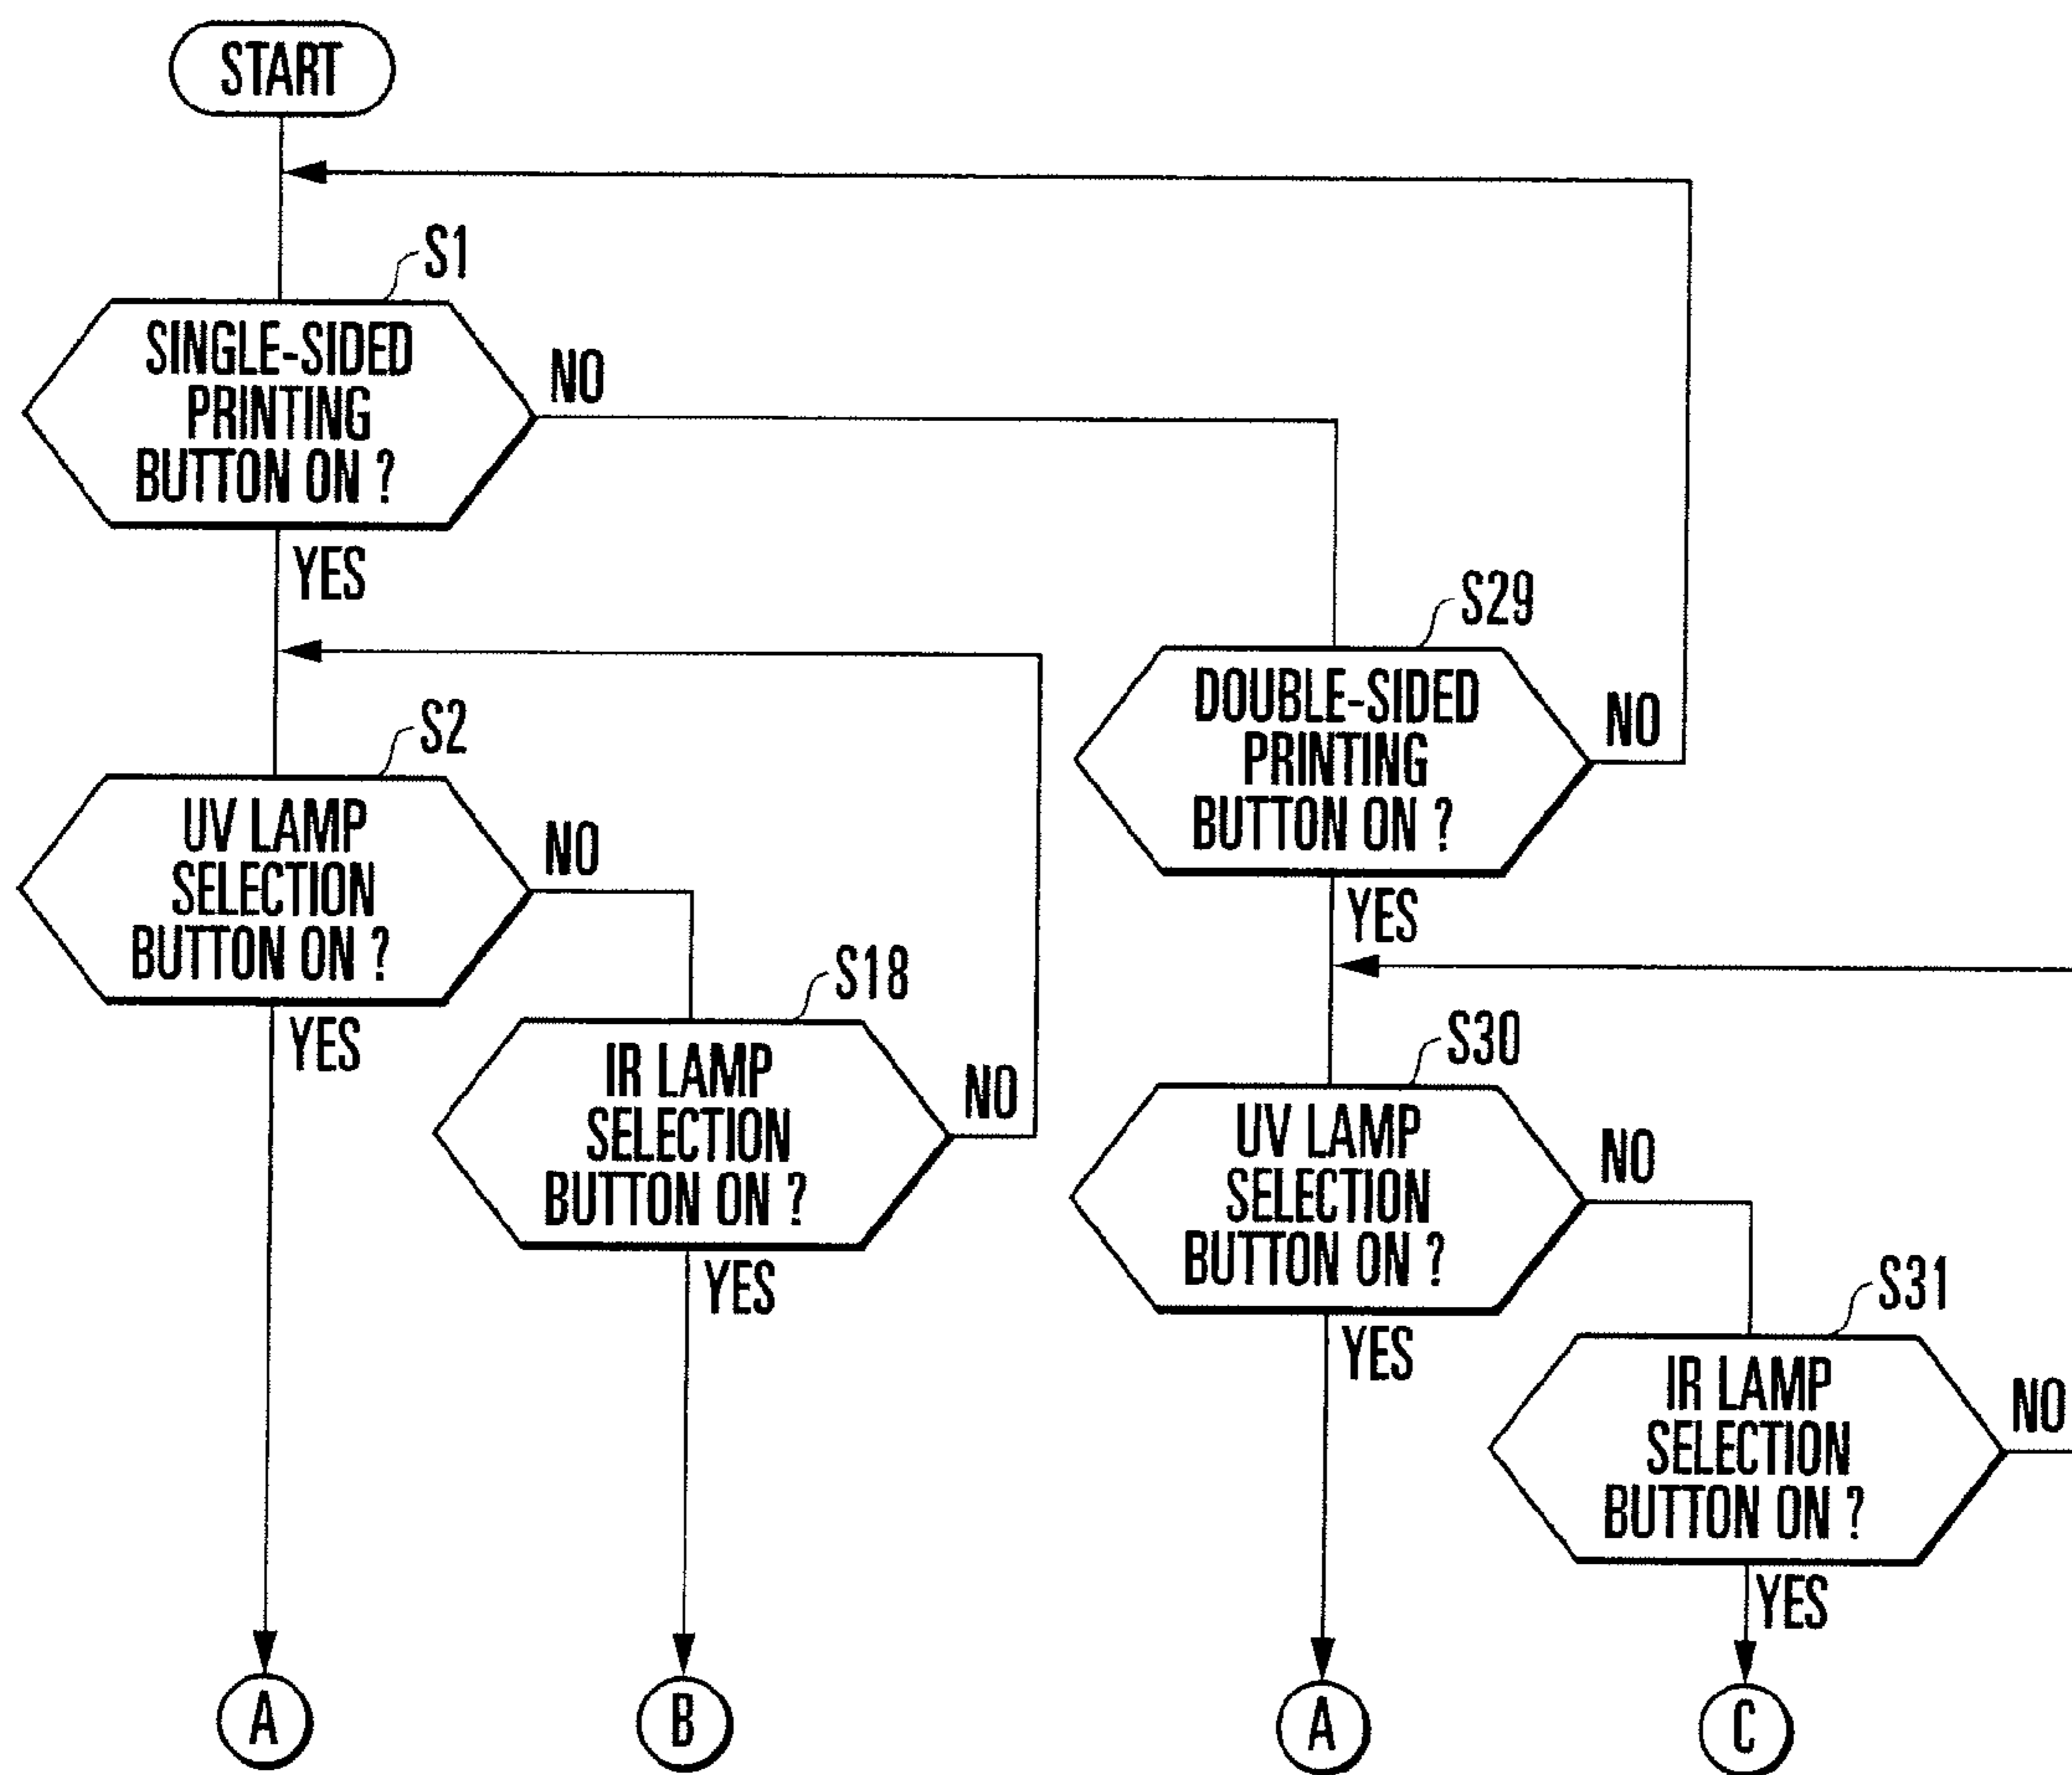 START
S1
SINGLE-SIDED
PRINTING
BUTTON ON ?
NO
YES
S29
DOUBLE-SIDED
PRINTING
BUTTON ON ?
NO
YES
S2
UV LAMP
SELECTION
BUTTON ON ?
NO
YES
S18
IR LAMP
SELECTION
BUTTON ON ?
NO
YES
S30
UV LAMP
SELECTION
BUTTON ON ?
NO
YES
S31
IR LAMP
SELECTION
BUTTON ON ?
NO
YES
A
B
A
C